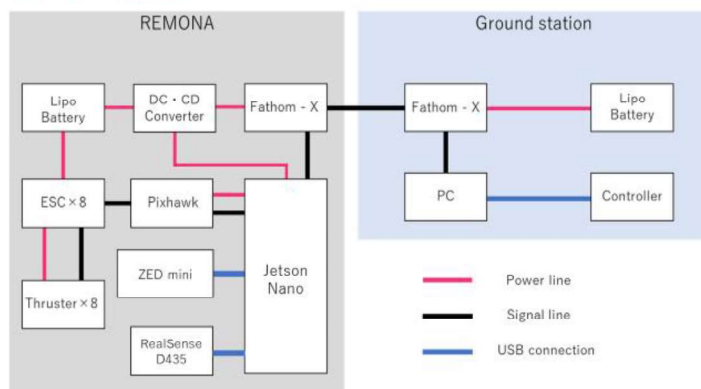 REMONA
Ground station
Lipo
Battery
DC・CD
Converter
Fathom - X
Fathom - X
Lipo
Battery
ESC×8
Pixhawk
Jetson
Nano
PC
Controller
ZED mini
Thruster×8
RealSense
D435
Power line
Signal line
USB connection